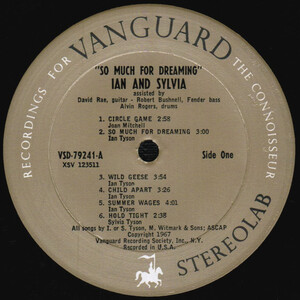 RECORDINGS FOR VANGUARD THE CONNOISSEUR
"SO MUCH FOR DREAMING"
IAN AND SYLVIA
assisted by
David Rae, guitar - Robert Bushnell, Fender bass
Alvin Rogers, drums
1. CIRCLE GAME 2:58
Joan Mitchell
2. SO MUCH FOR DREAMING 3:00
Ian Tyson
VSD-79241-A
XSV 123511
Side One
3. WILD GEESE 3:54
Ian Tyson
4. CHILD APART 3:26
Ian Tyson
5. SUMMER WAGES 4:01
Ian Tyson
6. HOLD TIGHT 2:38
Sylvia Tyson
All songs by I. or S. Tyson, M. Witmark & Sons: ASCAP
Copyright 1967
Vanguard Recording Society, Inc., N.Y.
Recorded in U.S.A.
STEREOLAB